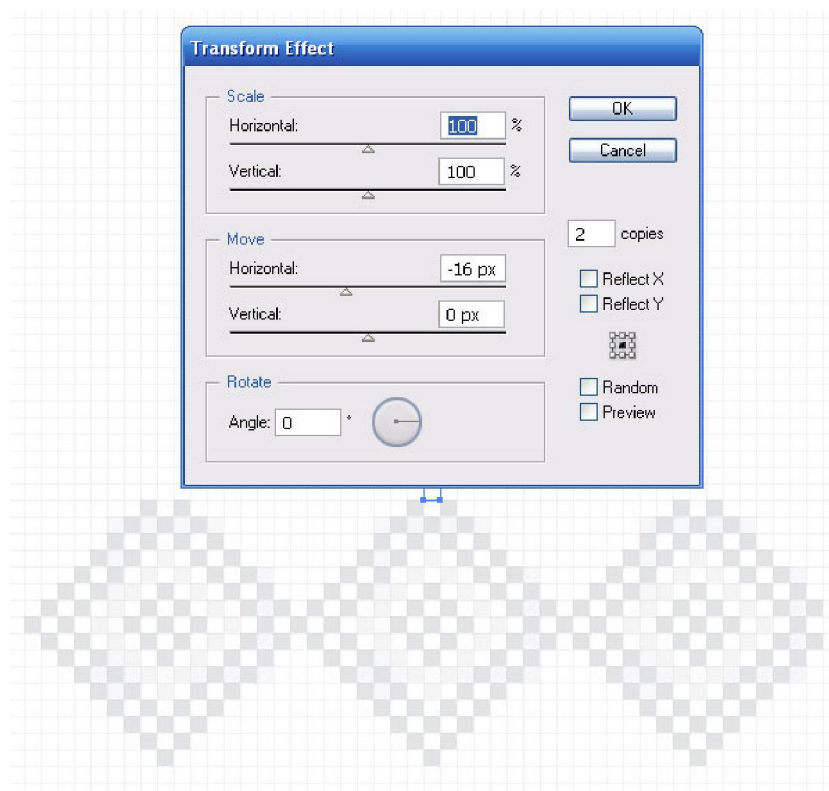 Transform Effect
Scale
Horizontal: 100 %
Vertical: 100 %
Move
Horizontal: -16 px
Vertical: 0 px
Rotate
Angle: 0 °
OK
Cancel
2 copies
Reflect X
Reflect Y
Random
Preview